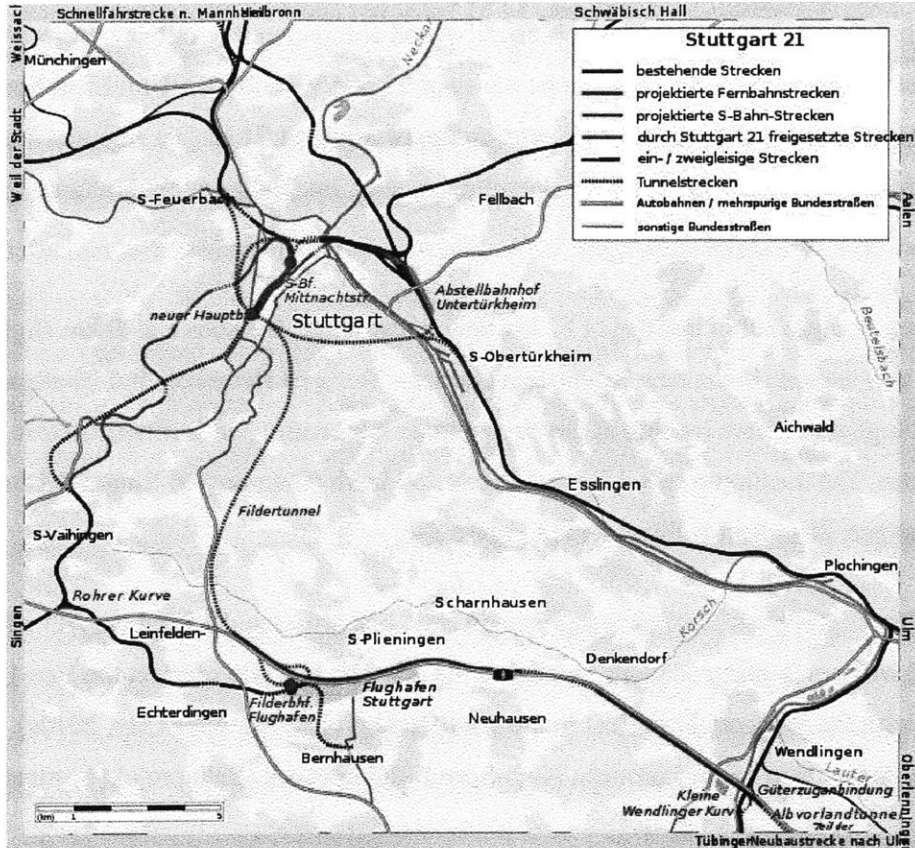 Schnellfahrstrecke n. Mannheim
Heilbronn
Schwäbisch Hall
Weissach
Münchingen
Neckar
Weil der Stadt
Stuttgart 21
bestehende Strecken
projektierte Fernbahnstrecken
projektierte S-Bahn-Strecken
durch Stuttgart 21 freigesetzte Strecken
ein- / zweigleisige Strecken
Tunnelstrecken
Autobahnen / mehrspurige Bundesstraßen
sonstige Bundesstraßen
S-Feuerbach
Fellbach
Aalen
S-Bf.
Mittnachtstr.
Abstellbahnhof
Untertürkheim
neuer Hauptb
Stuttgart
Beutelsbach
S-Obertürkheim
Aichwald
Esslingen
Fildertunnel
S-Vaihingen
Plochingen
Rohrer Kurve
Scharnhausen
Korsch
Singen
Leinfelden-
S-Plieningen
Ulm
Denkendorf
Echterdingen
Filderbhf.
Flughafen
Flughafen
Stuttgart
Neuhausen
Bernhausen
Wendlingen
Lauter
Oberlenninge
Kleine
Wendlinger Kurv
Güterzuganbindung
Albvorlandtunnel
Teil der
(km) 1 5
Tübingen
Neubaustrecke nach Ulm